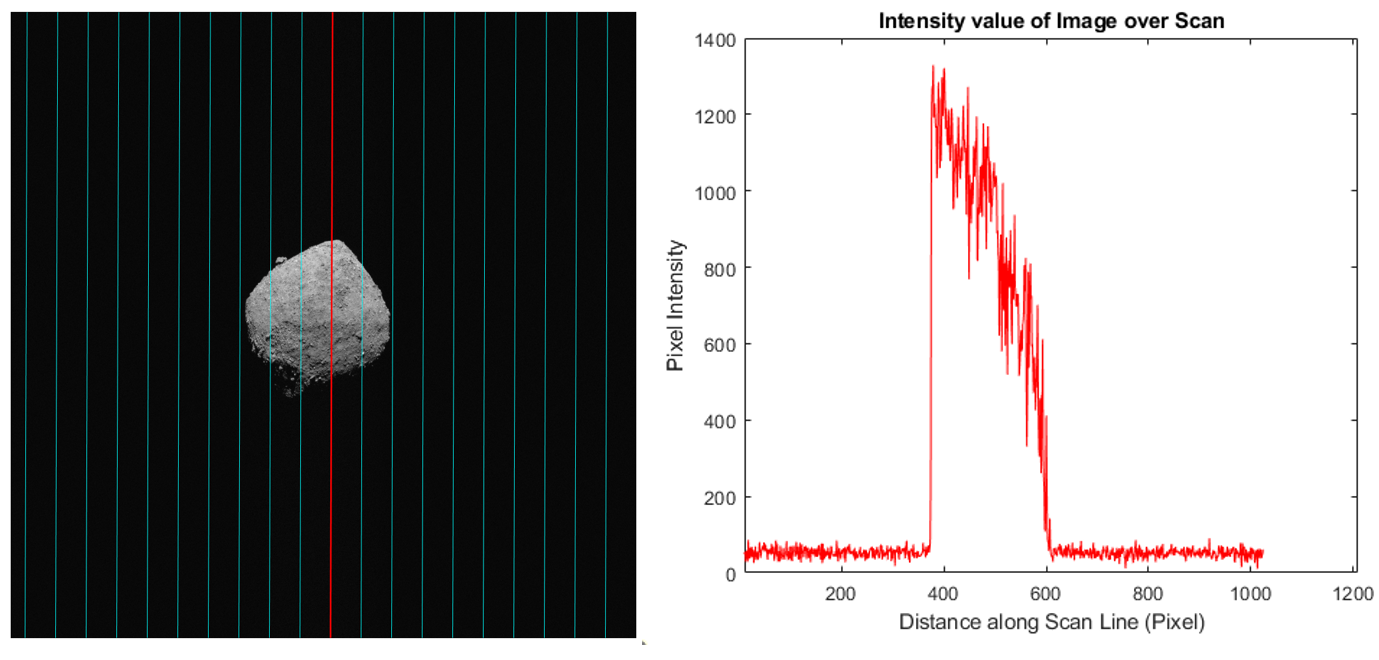 Intensity value of Image over Scan
1400
1200
1000
800
600
400
200
0
Pixel Intensity
200 400 600 800 1000 1200
Distance along Scan Line (Pixel)